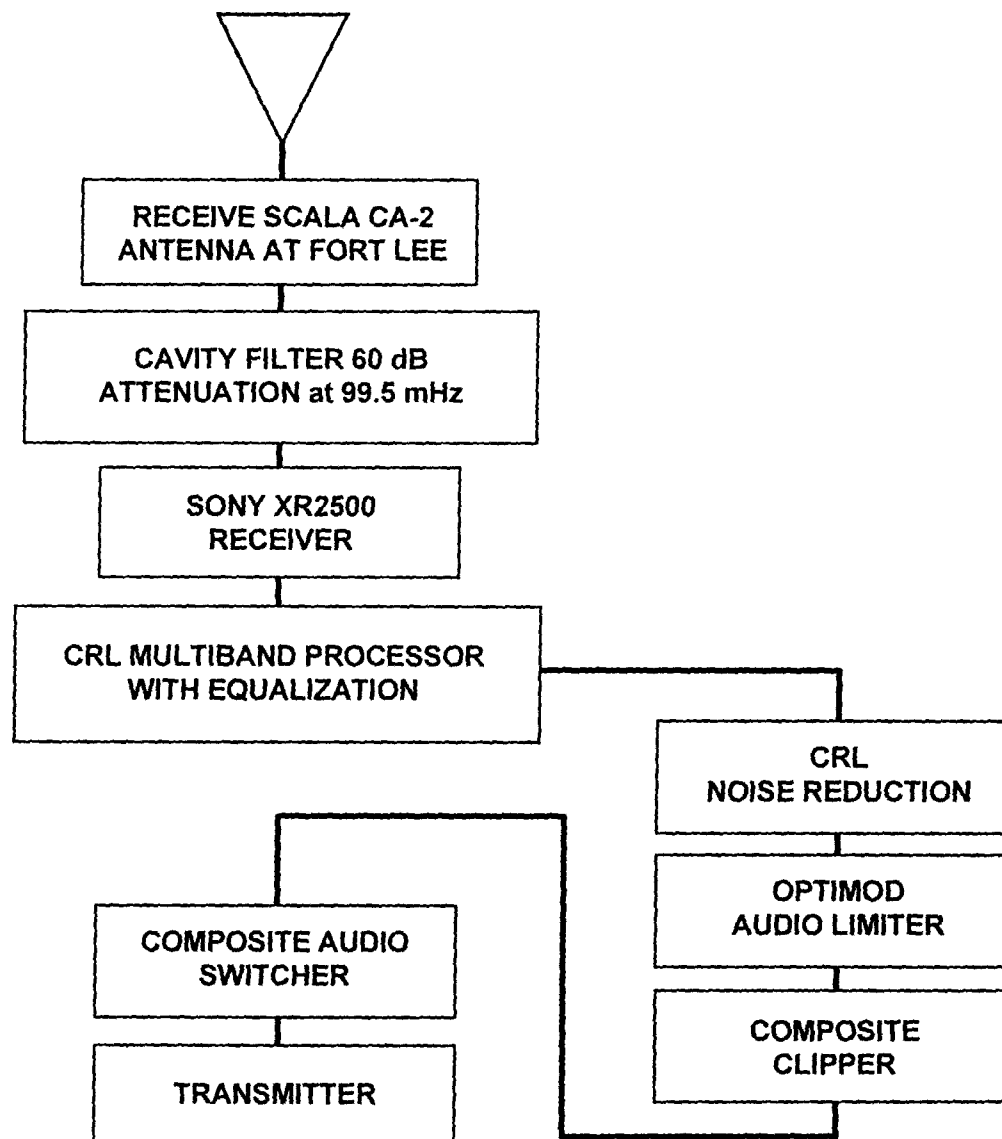 RECEIVE SCALA CA-2
ANTENNA AT FORT LEE
CAVITY FILTER 60 dB
ATTENUATION at 99.5 mHz
SONY XR2500
RECEIVER
CRL MULTIBAND PROCESSOR
WITH EQUALIZATION
CRL
NOISE REDUCTION
OPTIMOD
AUDIO LIMITER
COMPOSITE
CLIPPER
COMPOSITE AUDIO
SWITCHER
TRANSMITTER